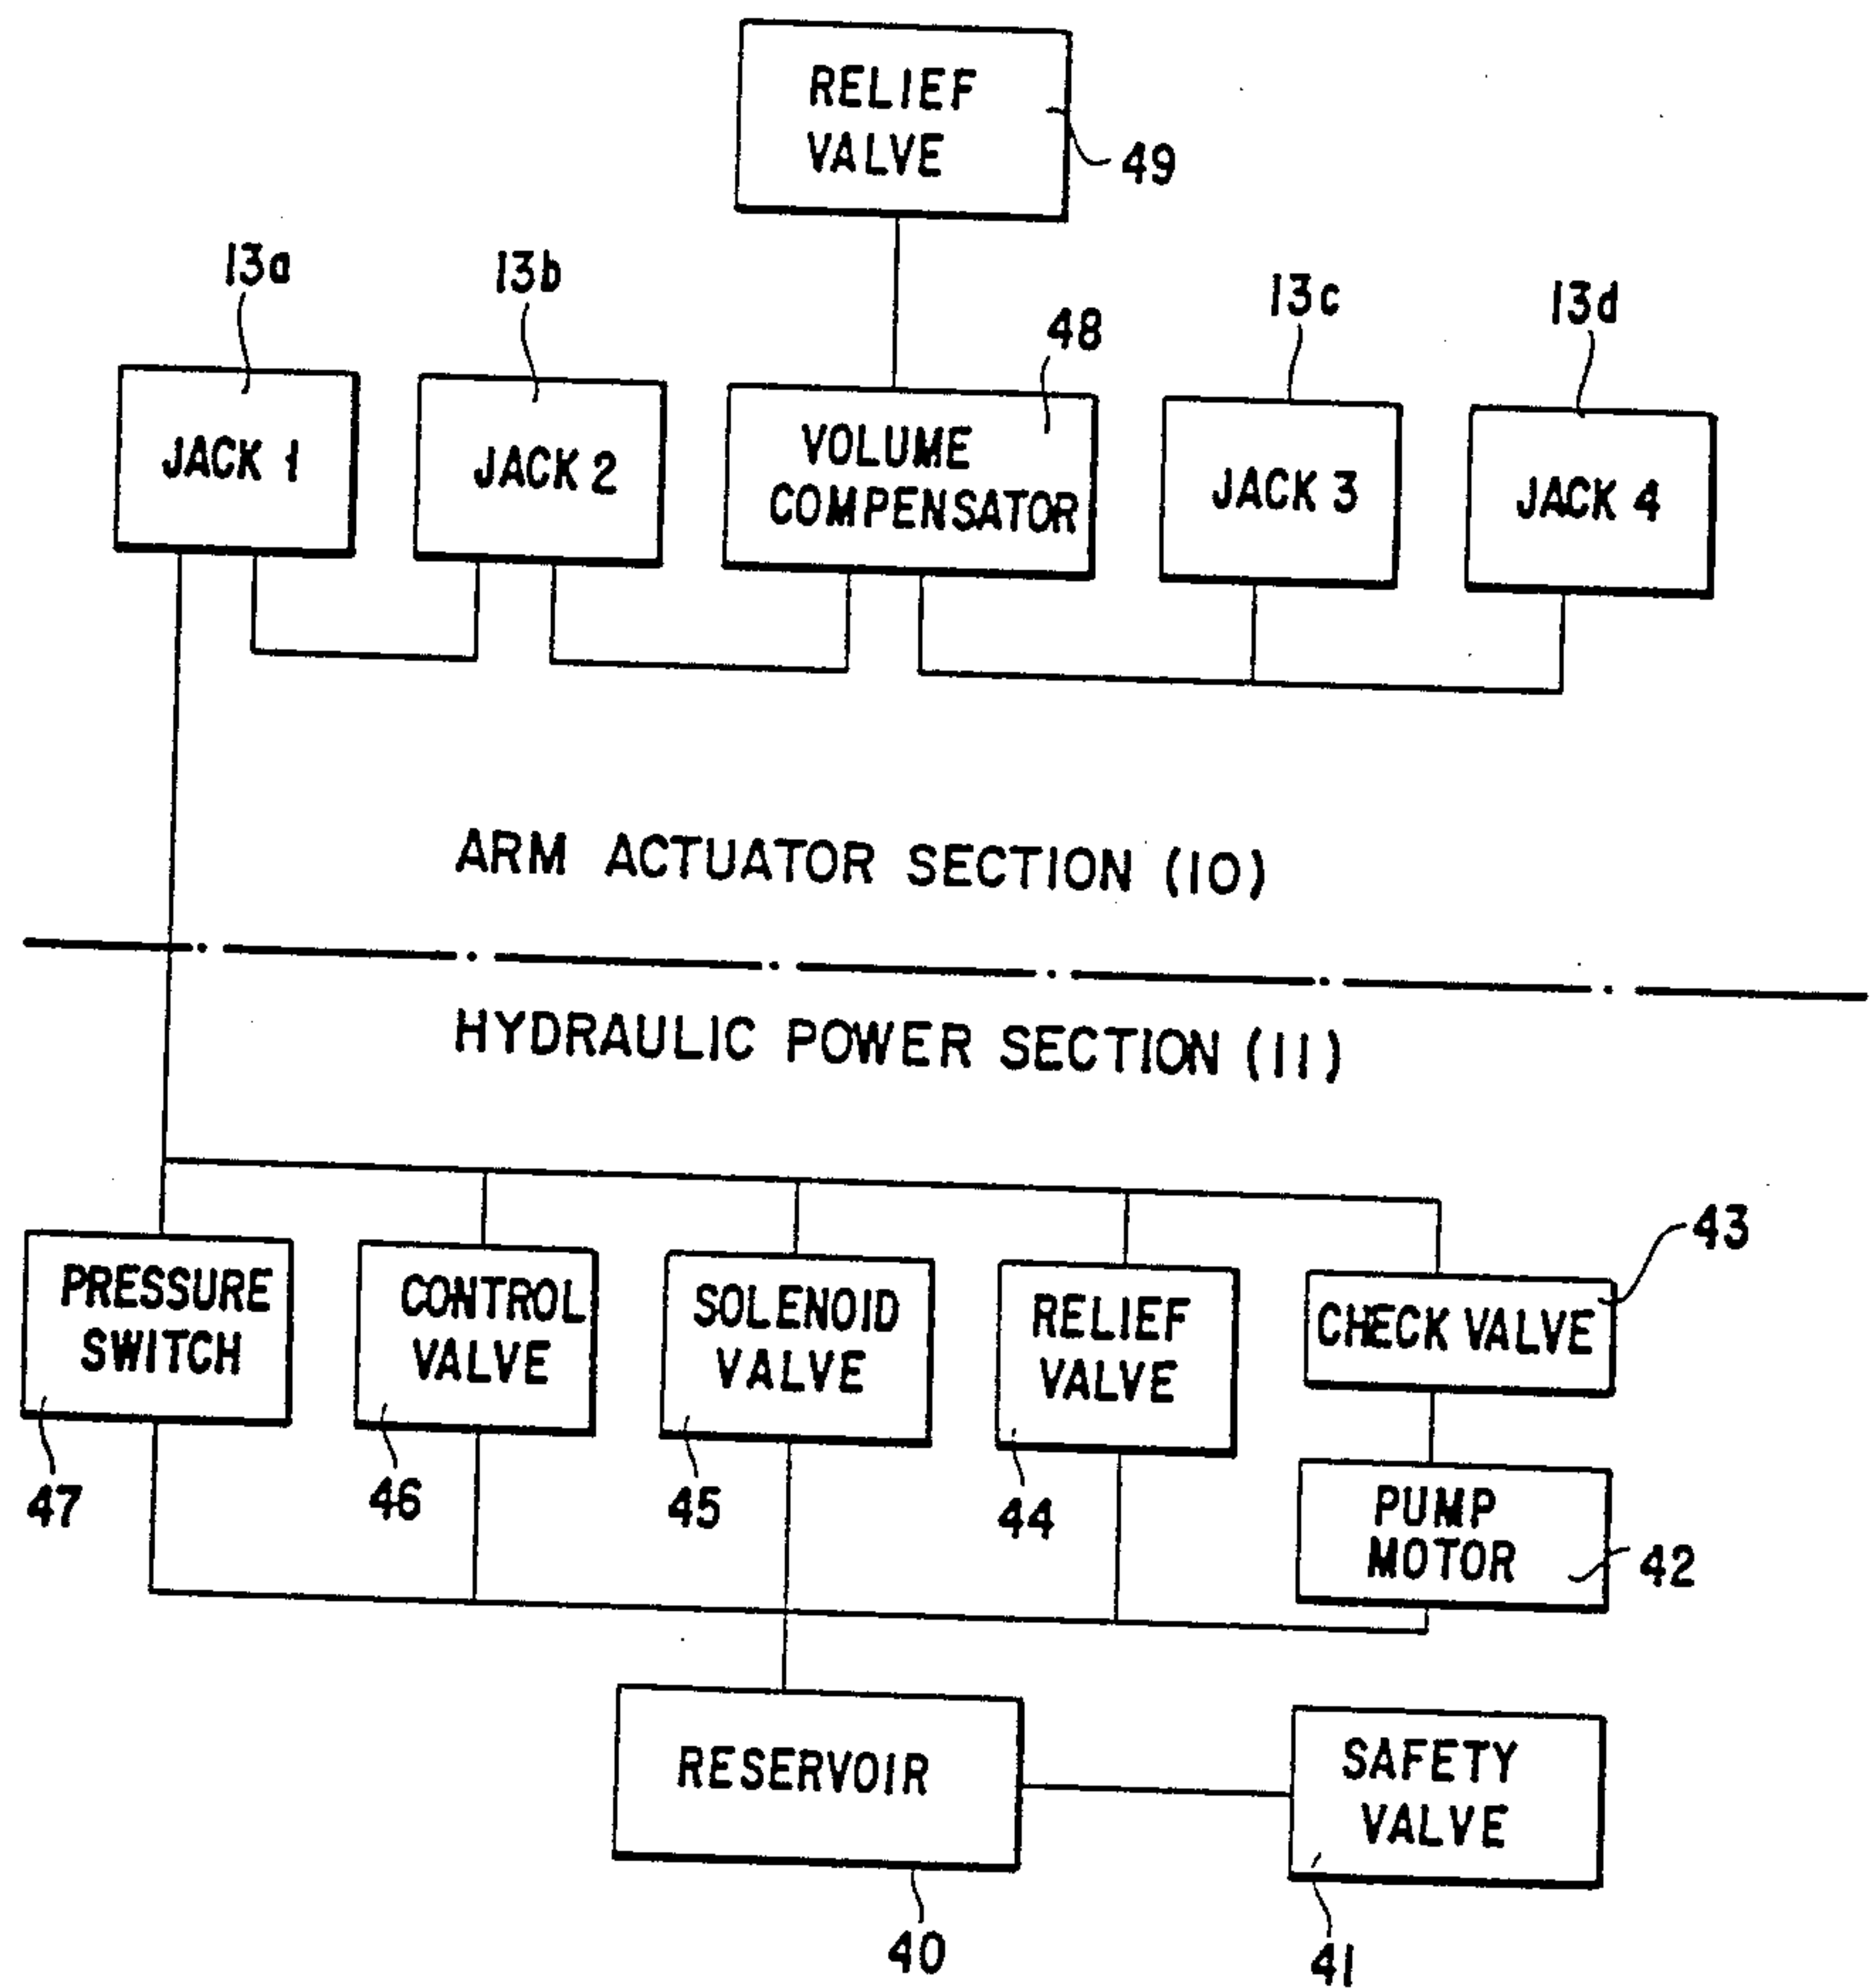 RELIEF
VALVE
49
13a
13b
48
13c
13d
JACK 1
JACK 2
VOLUME
COMPENSATOR
JACK 3
JACK 4
ARM ACTUATOR SECTION (10)
HYDRAULIC POWER SECTION (11)
43
PRESSURE
SWITCH
CONTROL
VALVE
SOLENOID
VALVE
RELIEF
VALVE
CHECK VALVE
47
46
45
44
PUMP
MOTOR
42
RESERVOIR
SAFETY
VALVE
40
41